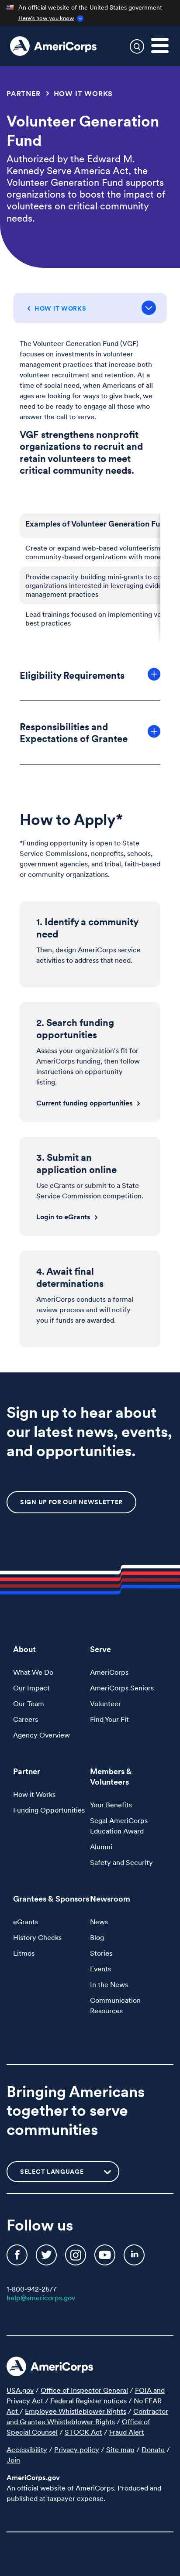 An official website of the United States government
Here's how you know
AmeriCorps
PARTNER > HOW IT WORKS
Volunteer Generation
Fund
Authorized by the Edward M.
Kennedy Serve America Act, the
Volunteer Generation Fund supports
organizations to boost the impact of
volunteers on critical community
needs.
HOW IT WORKS
The Volunteer Generation Fund (VGF)
focuses on investments in volunteer
management practices that increase both
volunteer recruitment and retention. At a
time of social need, when Americans of all
ages are looking for ways to give back, we
need to be ready to engage all those who
answer the call to serve.
VGF strengthens nonprofit
organizations to recruit and
retain volunteers to meet
critical community needs.
Examples of Volunteer Generation Fu
Create or expand web-based volunteerism
community-based organizations with more
Provide capacity building mini-grants to co
organizations interested in leveraging evide
management practices
Lead trainings focused on implementing vo
best practices
Eligibility Requirements
Responsibilities and
Expectations of Grantee
How to Apply*
*Funding opportunity is open to State
Service Commissions, nonprofits, schools,
government agencies, and tribal, faith-based
or community organizations.
1. Identify a community
need
Then, design AmeriCorps service
activities to address that need.
2. Search funding
opportunities
Assess your organization's fit for
AmeriCorps funding, then follow
instructions on opportunity
listing.
Current funding opportunities >
3. Submit an
application online
Use eGrants or submit to a State
Service Commission competition.
Login to eGrants >
4. Await final
determinations
AmeriCorps conducts a formal
review process and will notify
you if funds are awarded.
Sign up to hear about
our latest news, events,
and opportunities.
SIGN UP FOR OUR NEWSLETTER
About
What We Do
Our Impact
Our Team
Careers
Agency Overview
Serve
AmeriCorps
AmeriCorps Seniors
Volunteer
Find Your Fit
Partner
How it Works
Funding Opportunities
Members &
Volunteers
Your Benefits
Segal AmeriCorps
Education Award
Alumni
Safety and Security
Grantees & Sponsors
eGrants
History Checks
Litmos
Newsroom
News
Blog
Stories
Events
In the News
Communication
Resources
Bringing Americans
together to serve
communities
SELECT LANGUAGE
Follow us
1-800-942-2677
help@americorps.gov
AmeriCorps
USA.gov / Office of Inspector General / FOIA and
Privacy Act / Federal Register notices / No FEAR
Act / Employee Whistleblower Rights / Contractor
and Grantee Whistleblower Rights / Office of
Special Counsel / STOCK Act / Fraud Alert
Accessibility / Privacy policy / Site map / Donate /
Join
AmeriCorps.gov
An official website of AmeriCorps. Produced and
published at taxpayer expense.